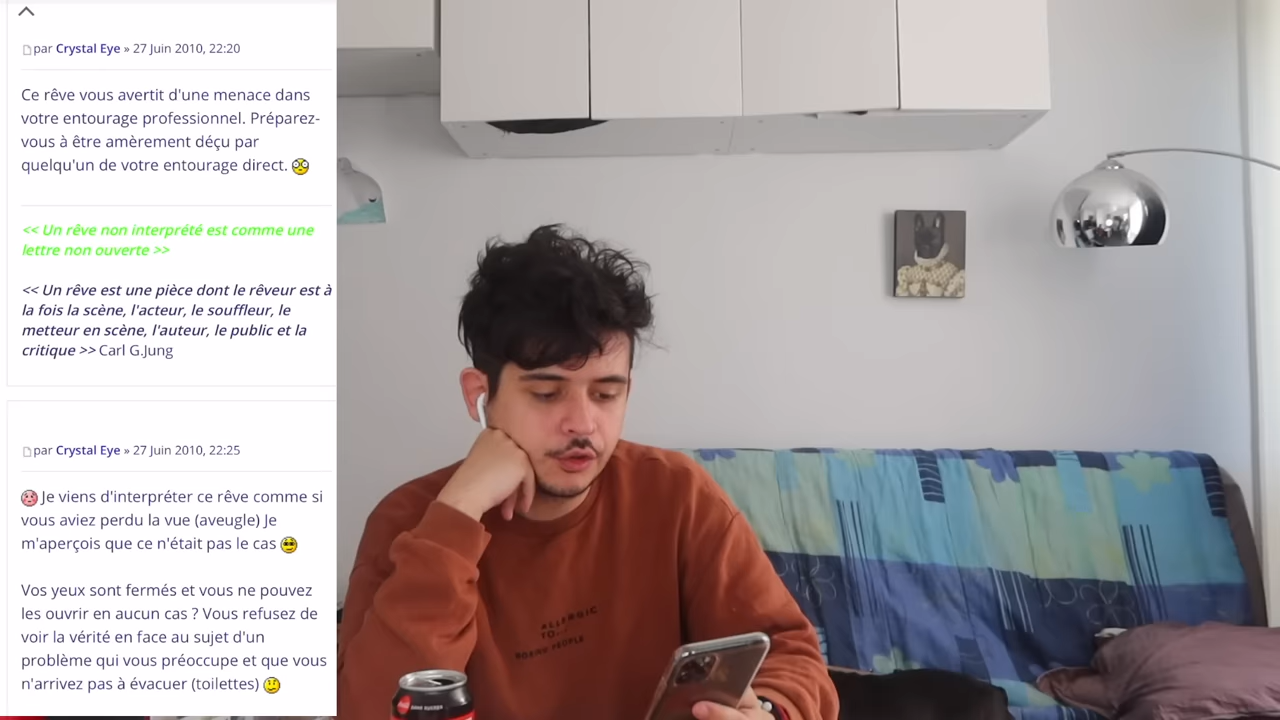 par Crystal Eye » 27 Juin 2010, 22:20
Ce rêve vous avertit d'une menace dans
votre entourage professionnel. Préparez-
vous à être amèrement déçu par
quelqu'un de votre entourage direct.
<< Un rêve non interprété est comme une
lettre non ouverte >>
<< Un rêve est une pièce dont le rêveur est à
la fois la scène, l'acteur, le souffleur, le
metteur en scène, l'auteur, le public et la
critique >> Carl G.Jung
par Crystal Eye » 27 Juin 2010, 22:25
Je viens d'interpréter ce rêve comme si
vous aviez perdu la vue (aveugle) Je
m'aperçois que ce n'était pas le cas
Vos yeux sont fermés et vous ne pouvez
les ouvrir en aucun cas ? Vous refusez de
voir la vérité en face au sujet d'un
problème qui vous préoccupe et que vous
n'arrivez pas à évacuer (toilettes)
ALLERGIC
TO...
BORING PEOPLE